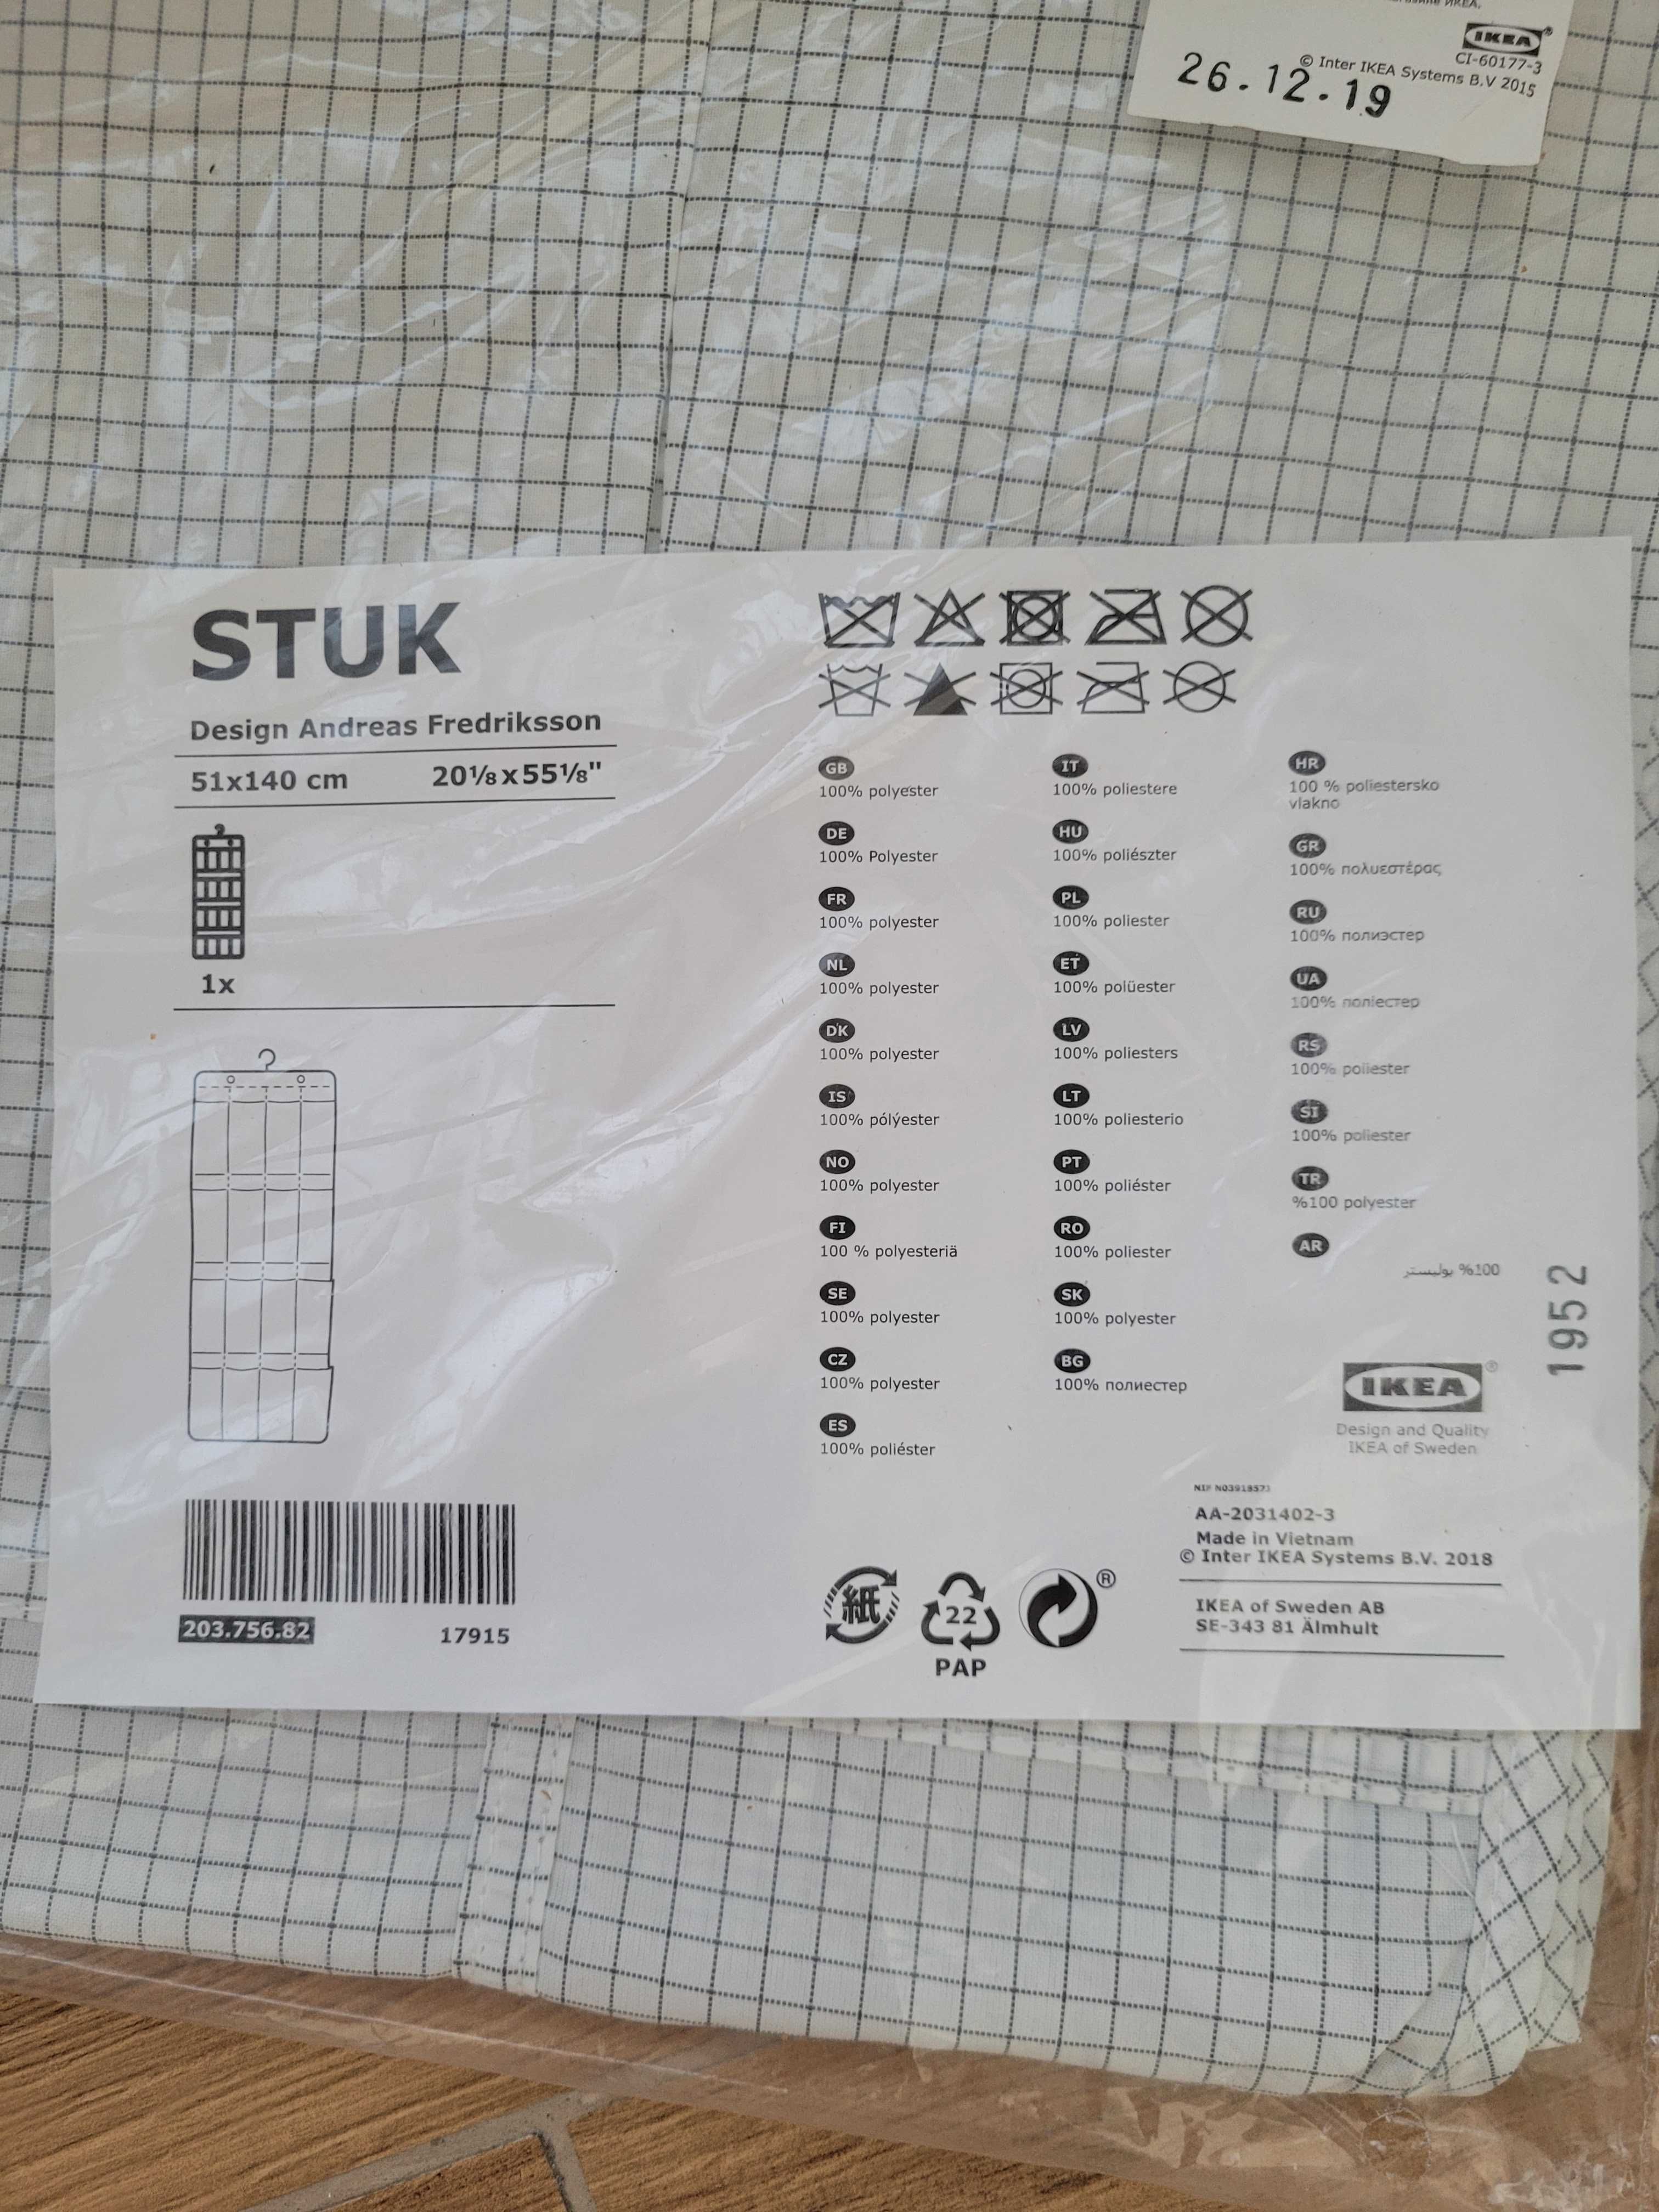 IKEA®
CI-60177-3
© Inter IKEA Systems B.V 2015
26.12.19
STUK
Design Andreas Fredriksson
51x140 cm 20⅛x55⅛"
1x
GB
100% polyester
DE
100% Polyester
FR
100% polyester
NL
100% polyester
DK
100% polyester
IS
100% pólýester
NO
100% polyester
FI
100 % polyesteriä
SE
100% polyester
CZ
100% polyester
ES
100% poliéster
IT
100% poliestere
HU
100% poliészter
PL
100% poliester
ET
100% polüester
LV
100% poliesters
LT
100% poliesterio
PT
100% poliéster
RO
100% poliester
SK
100% polyester
BG
100% полиестер
HR
100 % poliestersko
vlakno
GR
100% πολυεστέρας
RU
100% полиэстер
UA
100% поліестер
RS
100% poliester
SI
100% poliester
TR
%100 polyester
AR
100% بوليستر
1952
IKEA®
Design and Quality
IKEA of Sweden
AA-2031402-3
Made in Vietnam
© Inter IKEA Systems B.V. 2018
IKEA of Sweden AB
SE-343 81 Älmhult
203.756.82 17915
紙
22
PAP
®